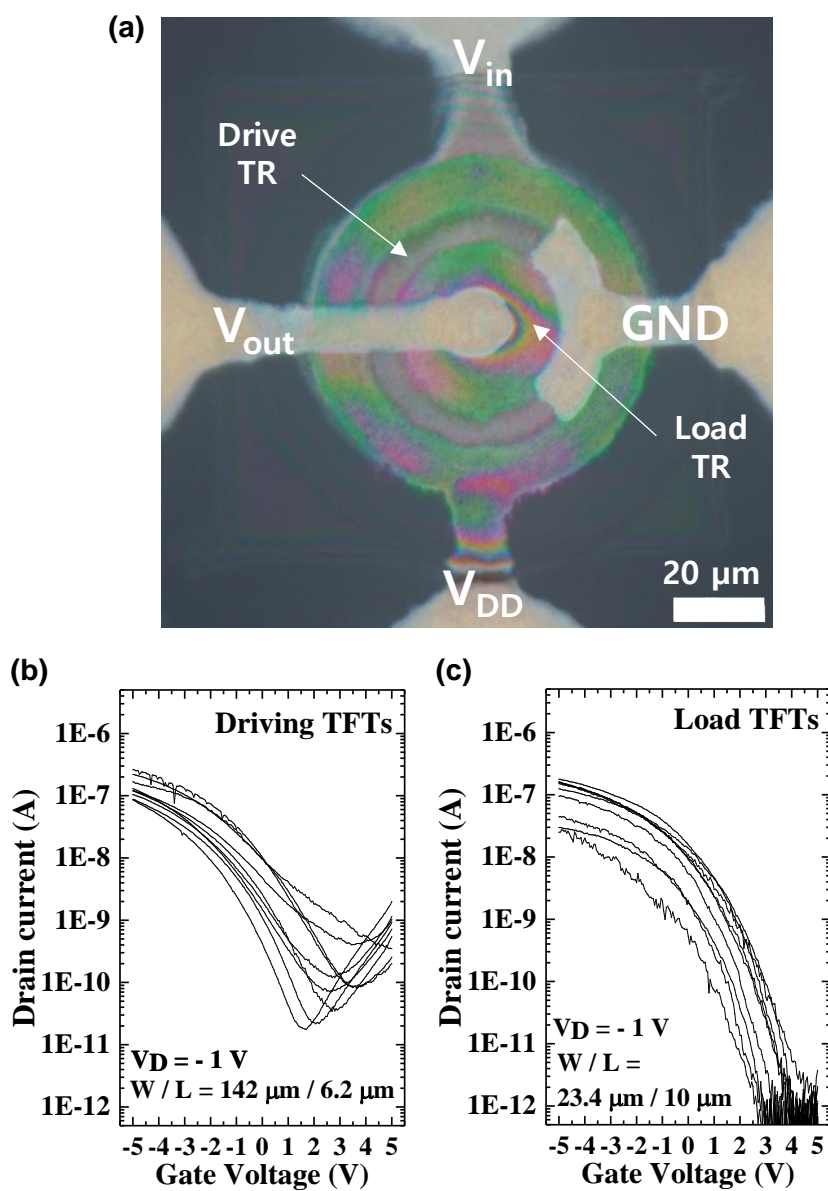 (a)
Vin
Drive
TR
Vout
GND
Load
TR
VDD
20 μm
(b)
Driving TFTs
1E-6
1E-7
1E-8
1E-9
1E-10
1E-11
1E-12
Drain current (A)
VD = - 1 V
W / L = 142 μm / 6.2 μm
-5 -4 -3 -2 -1 0 1 2 3 4 5
Gate Voltage (V)
(c)
Load TFTs
1E-6
1E-7
1E-8
1E-9
1E-10
1E-11
1E-12
Drain current (A)
VD = - 1 V
W / L =
23.4 μm / 10 μm
-5 -4 -3 -2 -1 0 1 2 3 4 5
Gate Voltage (V)